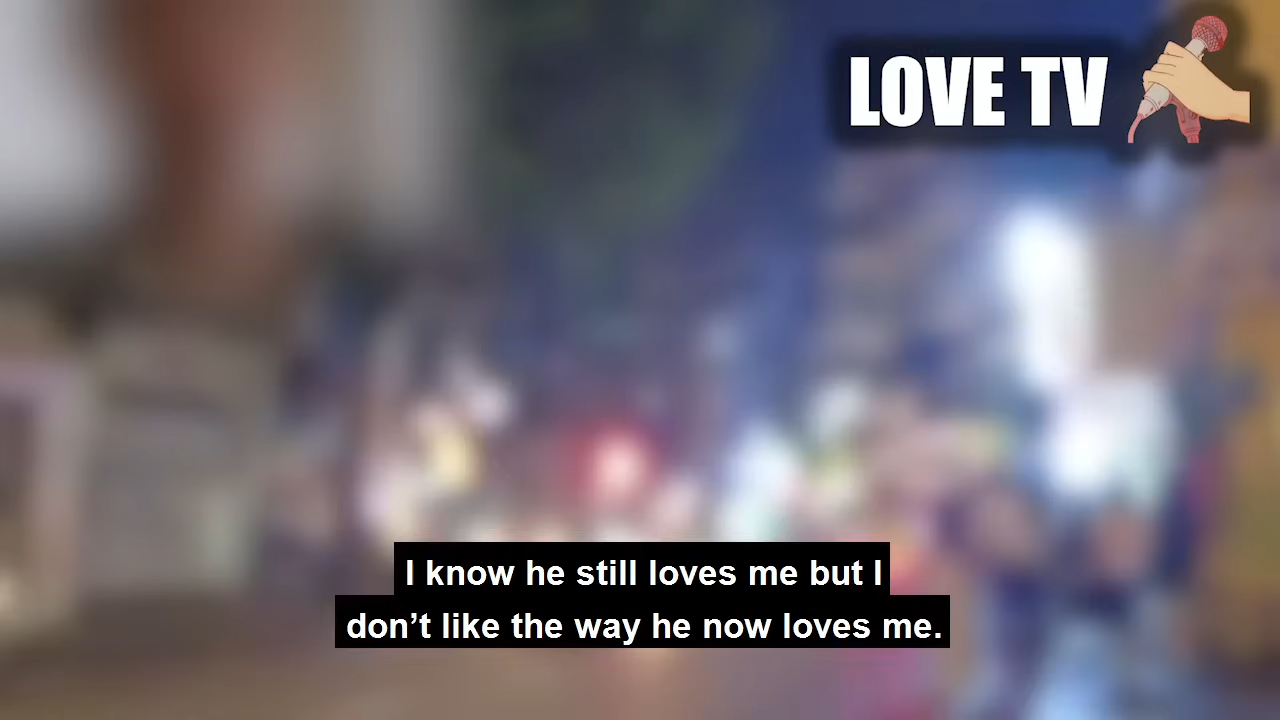 LOVE TV
I know he still loves me but I
don’t like the way he now loves me.